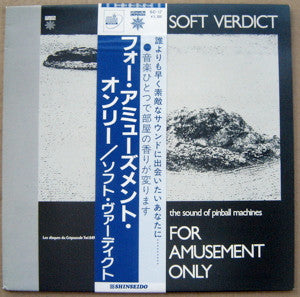 SOFT VERDICT
誰よりも早く素敵なサウンドに出会いたいあなたに……
●音楽ひとつで部屋の香りが変ります
フォー・アミューズメント・
オンリー/ソフト・ヴァーディクト
the sound of pinball machines
FOR
AMUSEMENT
ONLY
SHINSEIDO